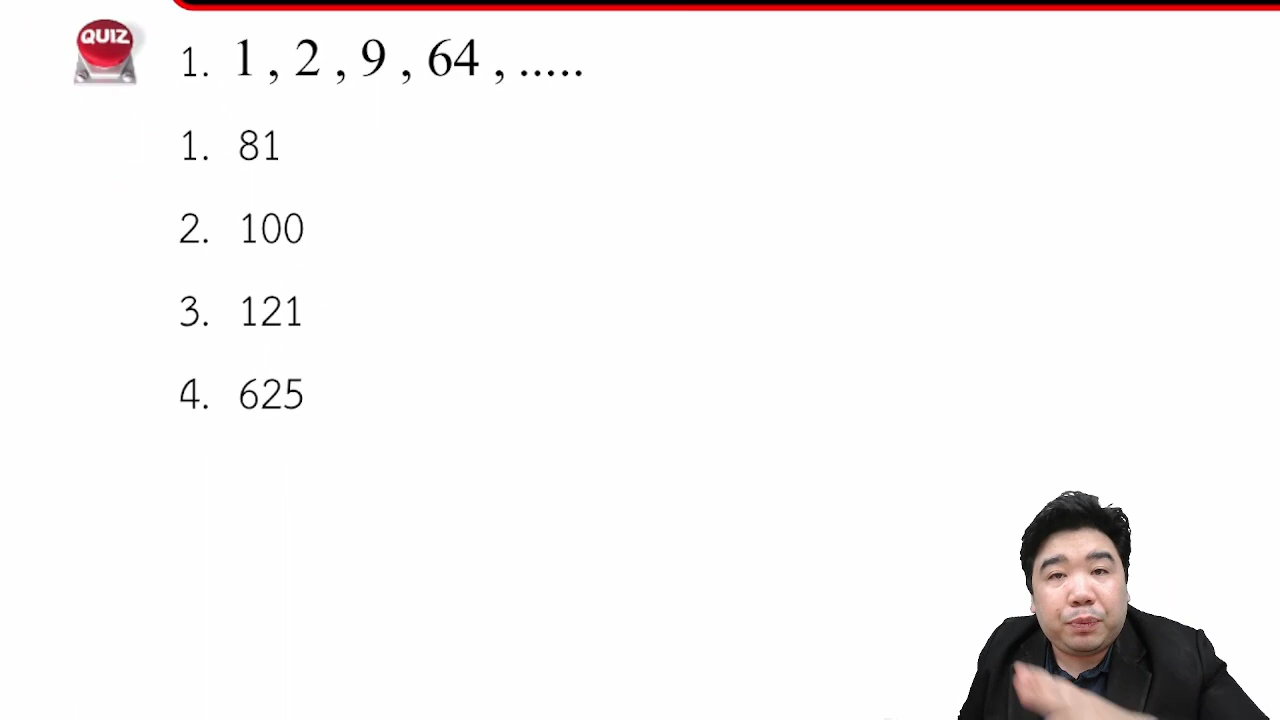 QUIZ
1. 1 , 2 , 9 , 64 , .....
1. 81
2. 100
3. 121
4. 625